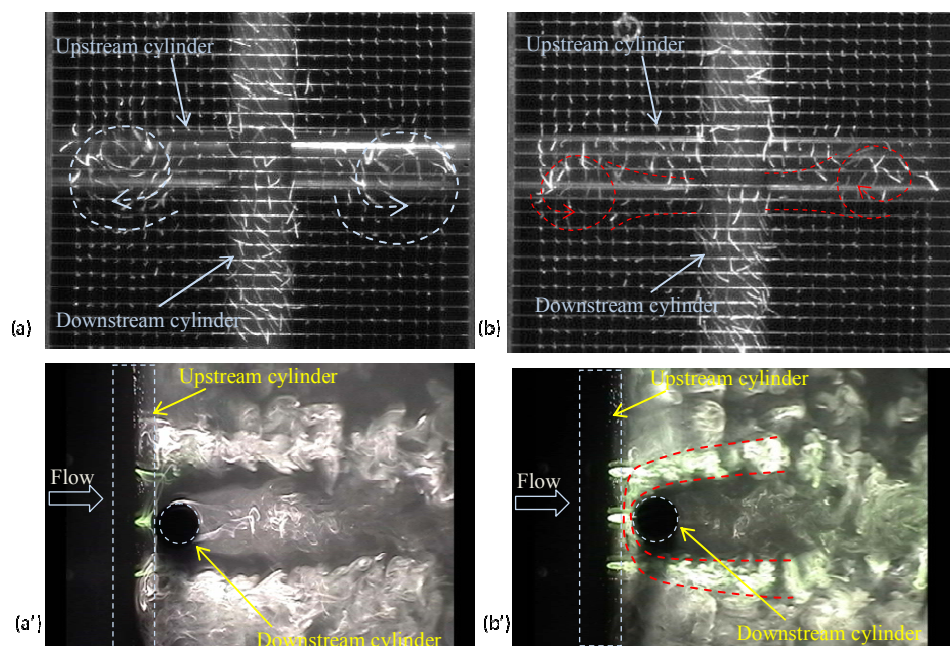 Upstream cylinder
Downstream cylinder
(a)
Upstream cylinder
Downstream cylinder
(b)
Upstream cylinder
Flow
Downstream cylinder
(a')
Upstream cylinder
Flow
Downstream cylinder
(b')